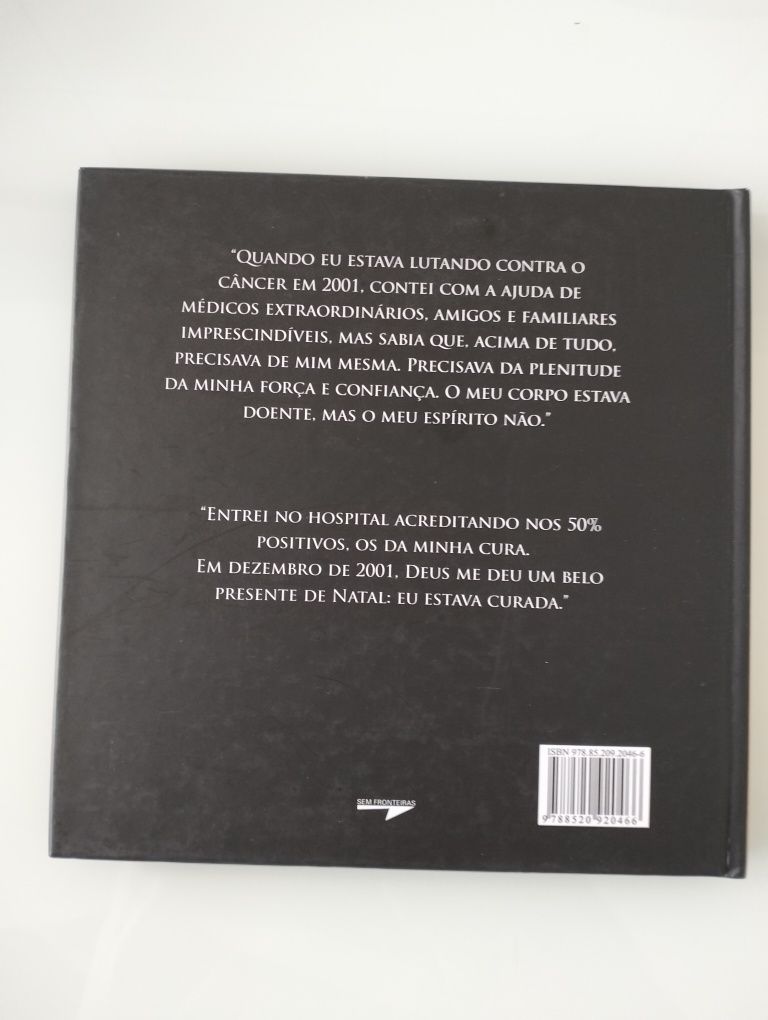 “Quando eu estava lutando contra o
câncer em 2001, contei com a ajuda de
médicos extraordinários, amigos e familiares
imprescindíveis, mas sabia que, acima de tudo,
precisava de mim mesma. Precisava da plenitude
da minha força e confiança. O meu corpo estava
doente, mas o meu espírito não.”
“Entrei no hospital acreditando nos 50%
positivos, os da minha cura.
Em dezembro de 2001, Deus me deu um belo
presente de Natal: eu estava curada.”
ISBN 978.85.209.2046-6
9788520920466
SEM FRONTEIRAS